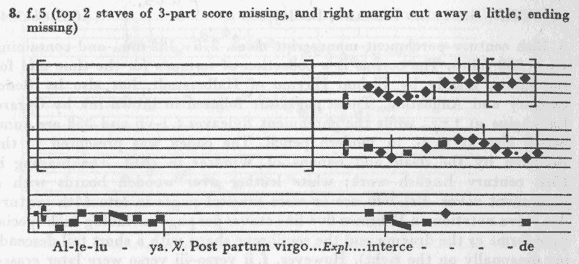 8. f. 5 (top 2 staves of 3-part score missing, and right margin cut away a little; ending
missing)
Al-le-lu ya. ℣. Post partum virgo...Expl....interce - - - de